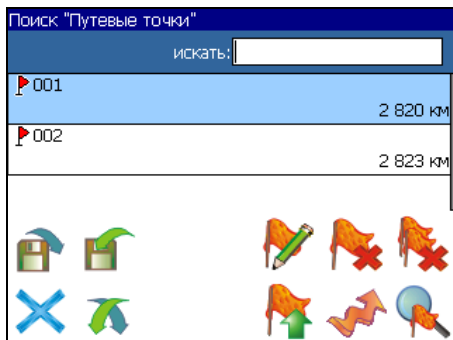 Поиск "Путевые точки"
искать:
001
2 820 км
002
2 823 км